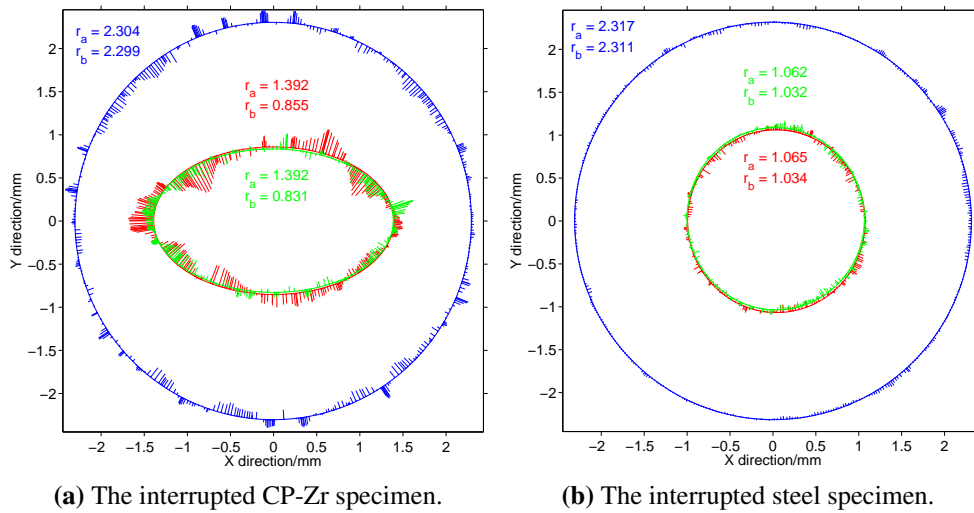 r_a = 2.304
r_b = 2.299
r_a = 1.392
r_b = 0.855
r_a = 1.392
r_b = 0.831
2
1.5
1
0.5
0
−0.5
−1
−1.5
−2
Y direction/mm
−2 −1.5 −1 −0.5 0 0.5 1 1.5 2
X direction/mm
(a) The interrupted CP-Zr specimen.
r_a = 2.317
r_b = 2.311
r_a = 1.062
r_b = 1.032
r_a = 1.065
r_b = 1.034
2
1.5
1
0.5
0
−0.5
−1
−1.5
−2
Y direction/mm
−2 −1.5 −1 −0.5 0 0.5 1 1.5 2
X direction/mm
(b) The interrupted steel specimen.